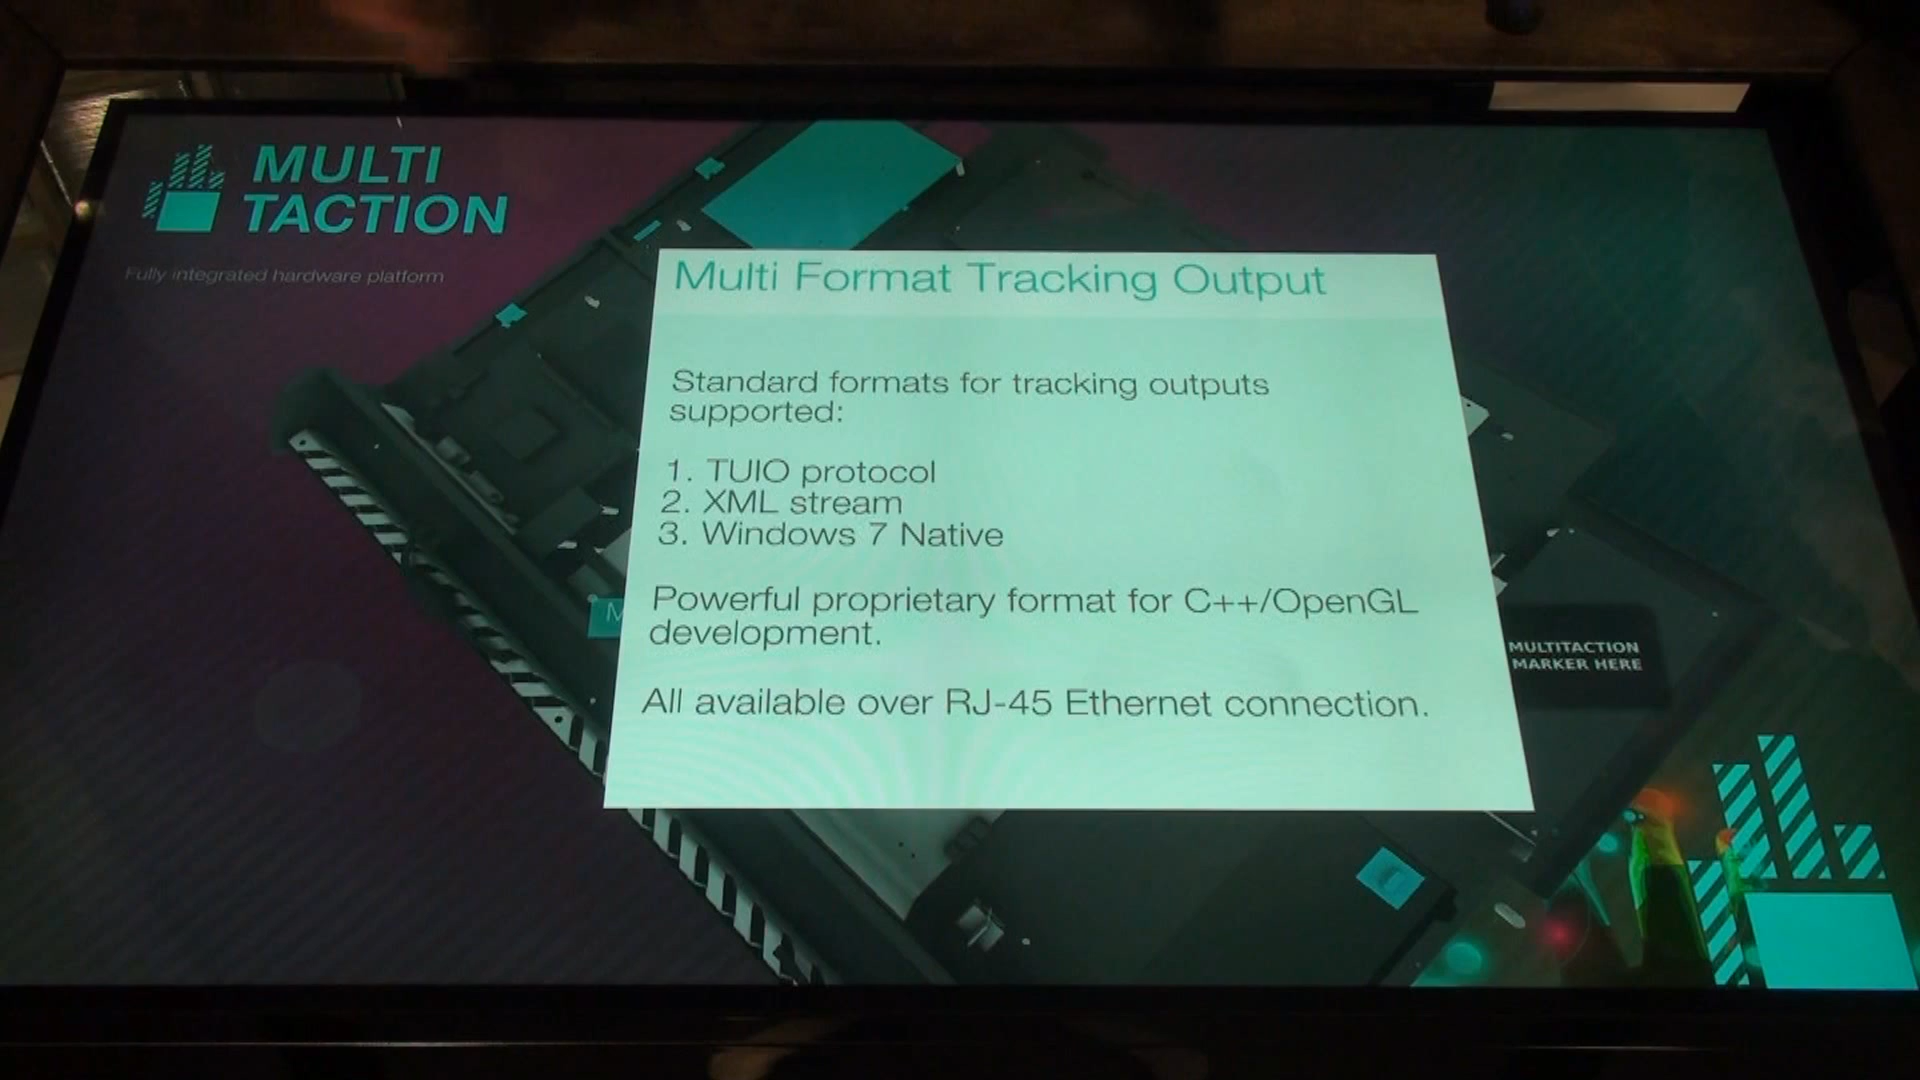 MULTI
TACTION
Fully integrated hardware platform
Multi Format Tracking Output
Standard formats for tracking outputs
supported:
1. TUIO protocol
2. XML stream
3. Windows 7 Native
Powerful proprietary format for C++/OpenGL
development.
All available over RJ-45 Ethernet connection.
M
MULTITACTION
MARKER HERE